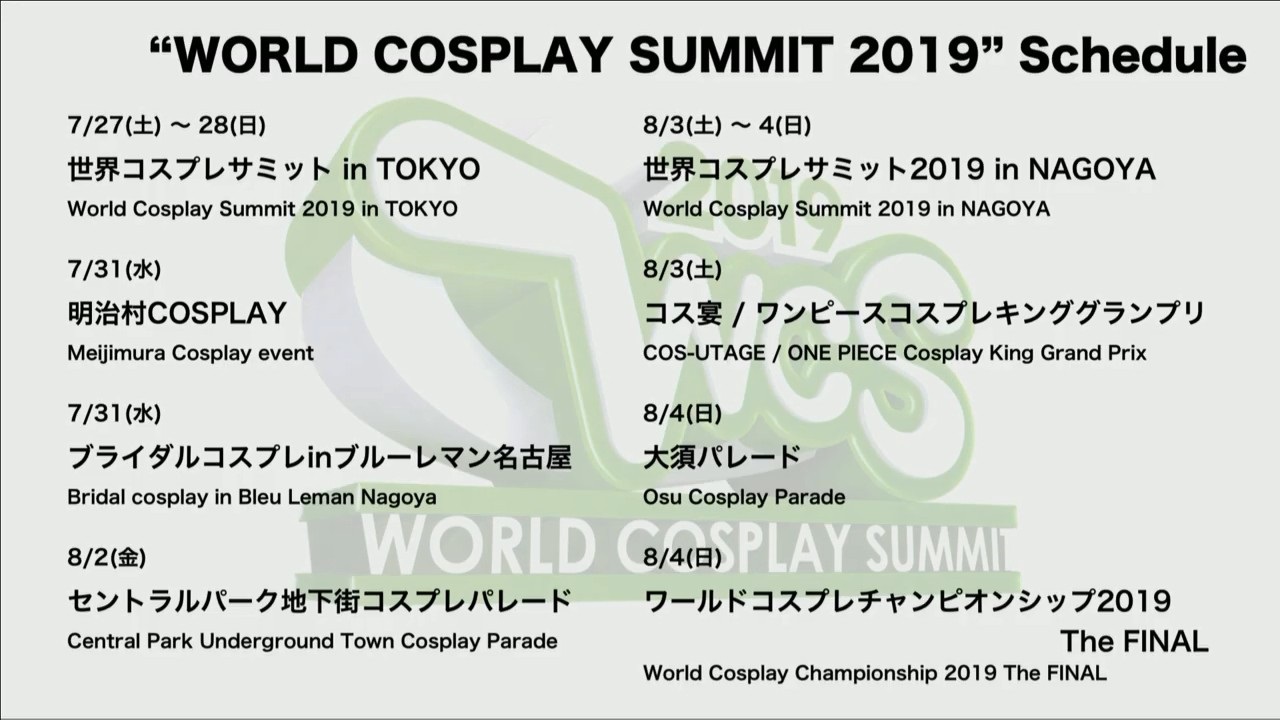 “WORLD COSPLAY SUMMIT 2019” Schedule
7/27(土) ～ 28(日)
世界コスプレサミット in TOKYO
World Cosplay Summit 2019 in TOKYO
7/31(水)
明治村COSPLAY
Meijimura Cosplay event
7/31(水)
ブライダルコスプレinブルーレマン名古屋
Bridal cosplay in Bleu Leman Nagoya
8/2(金)
セントラルパーク地下街コスプレパレード
Central Park Underground Town Cosplay Parade
8/3(土) ～ 4(日)
世界コスプレサミット2019 in NAGOYA
World Cosplay Summit 2019 in NAGOYA
8/3(土)
コス宴 / ワンピースコスプレキンググランプリ
COS-UTAGE / ONE PIECE Cosplay King Grand Prix
8/4(日)
大須パレード
Osu Cosplay Parade
8/4(日)
ワールドコスプレチャンピオンシップ2019
The FINAL
World Cosplay Championship 2019 The FINAL
2019
WCS
WORLD COSPLAY SUMMIT